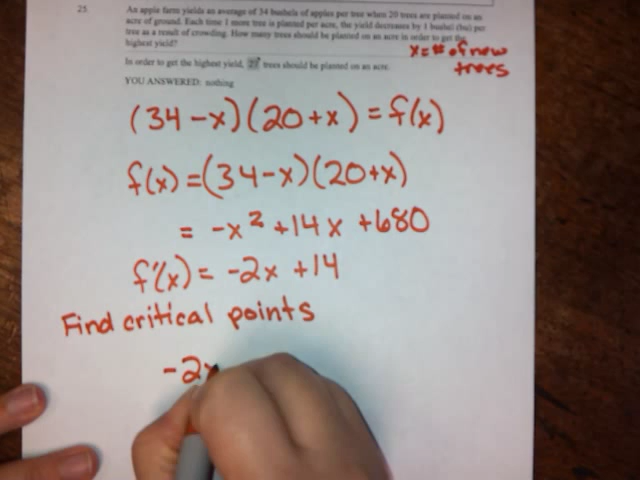 25.
An apple farm yields an average of 34 bushels of apples per tree when 20 trees are planted on an
acre of ground. Each time 1 more tree is planted per acre, the yield decreases by 1 bushel (bu) per
tree as a result of crowding. How many trees should be planted on an acre in order to get the
highest yield?
x = # of new
trees
In order to get the highest yield, 27 trees should be planted on an acre.
YOU ANSWERED: nothing
(34-x)(20+x) = f(x)
f(x) = (34-x)(20+x)
= -x² + 14x + 680
f'(x) = -2x + 14
Find critical points
-2x